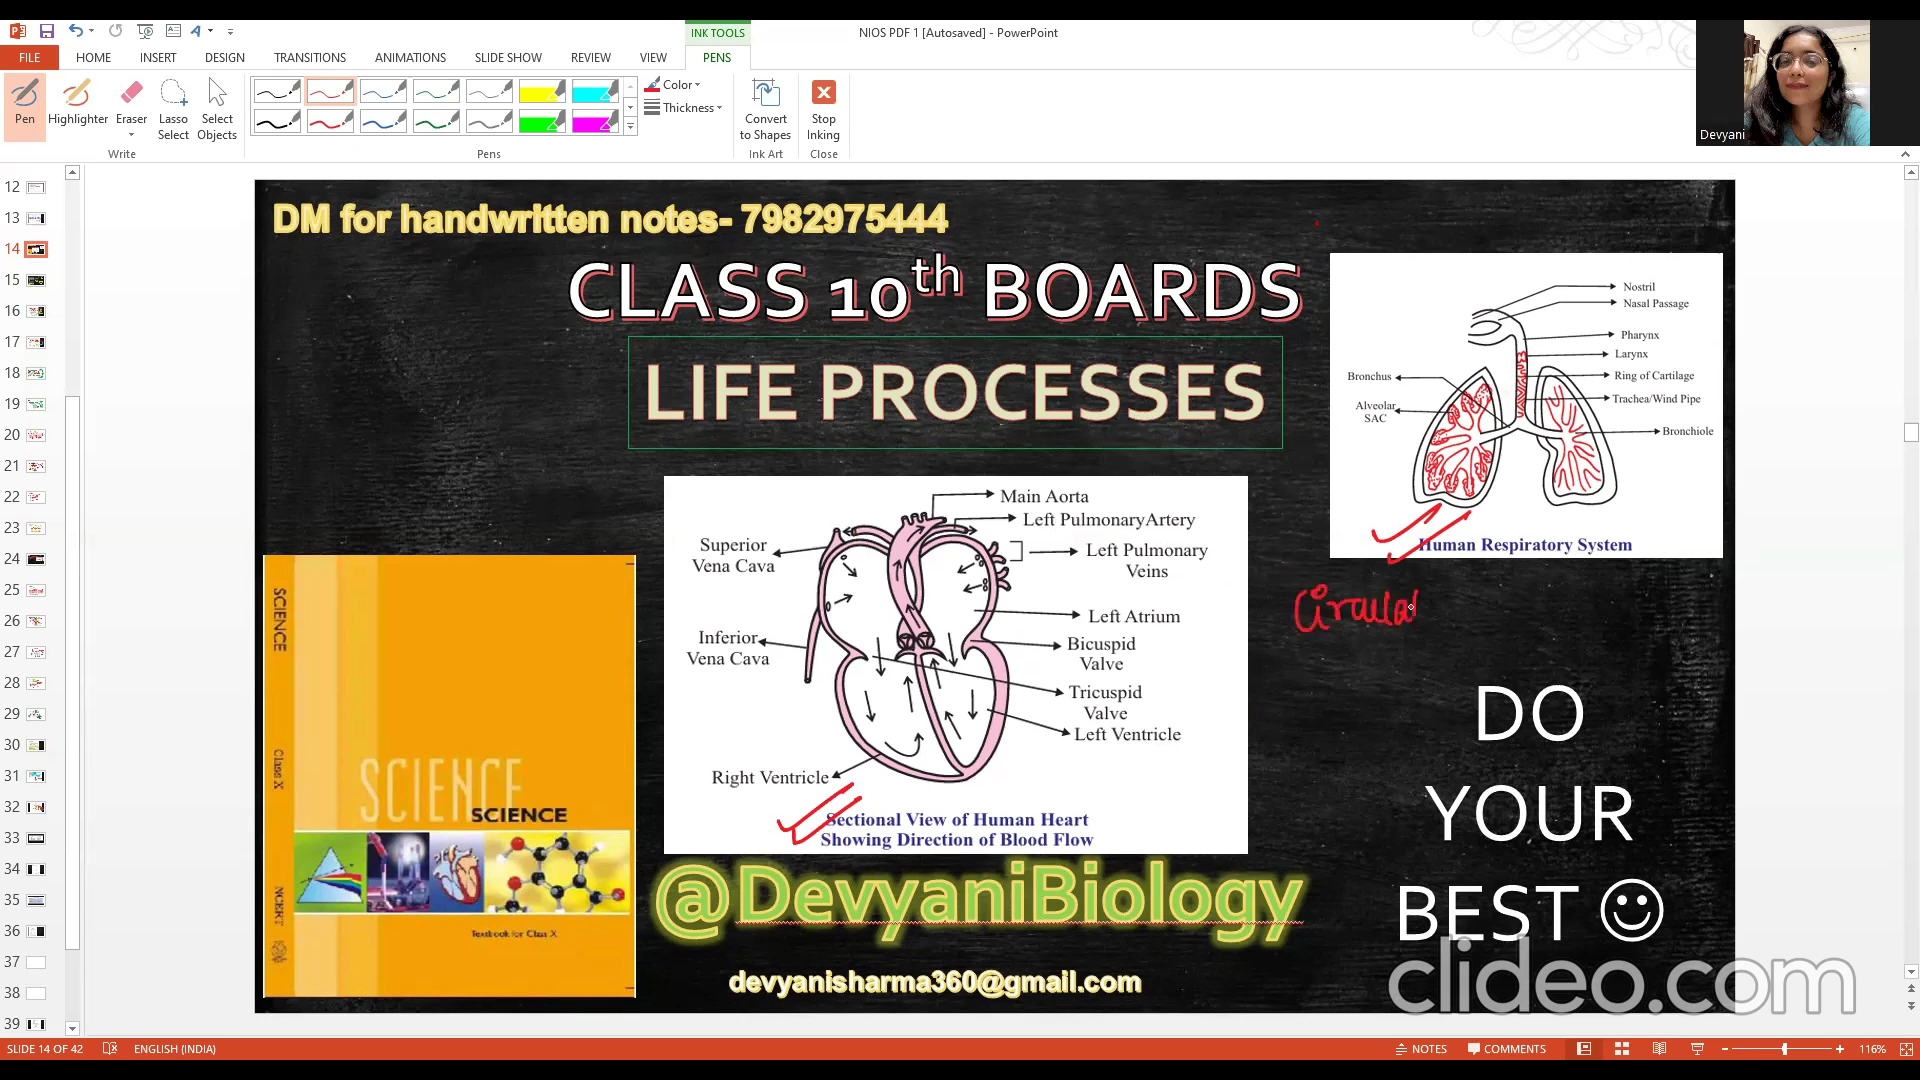 INK TOOLS
NIOS PDF 1 [Autosaved] - PowerPoint
FILE
HOME
INSERT
DESIGN
TRANSITIONS
ANIMATIONS
SLIDE SHOW
REVIEW
VIEW
PENS
Pen
Highlighter
Eraser
Lasso
Select
Select
Objects
Color
Thickness
Convert
to Shapes
Stop
Inking
Write
Pens
Ink Art
Close
Devyani
12
13
14
15
16
17
18
19
20
21
22
23
24
25
26
27
28
29
30
31
32
33
34
35
36
37
38
39
DM for handwritten notes- 7982975444
CLASS 10th BOARDS
LIFE PROCESSES
Nostril
Nasal Passage
Pharynx
Larynx
Bronchus
Ring of Cartilage
Alveolar
SAC
Trachea/Wind Pipe
Bronchiole
Human Respiratory System
Circula
Main Aorta
Left PulmonaryArtery
Superior
Vena Cava
Left Pulmonary
Veins
Left Atrium
Inferior
Vena Cava
Bicuspid
Valve
Tricuspid
Valve
Left Ventricle
Right Ventricle
Sectional View of Human Heart
Showing Direction of Blood Flow
SCIENCE
Class X
NCERT
SCIENCE
SCIENCE
Textbook for Class X
DO
YOUR
BEST
@DevyyaniBiology
devyyanisharma360@gmail.com
clideo.com
SLIDE 14 OF 42
ENGLISH (INDIA)
NOTES
COMMENTS
116%